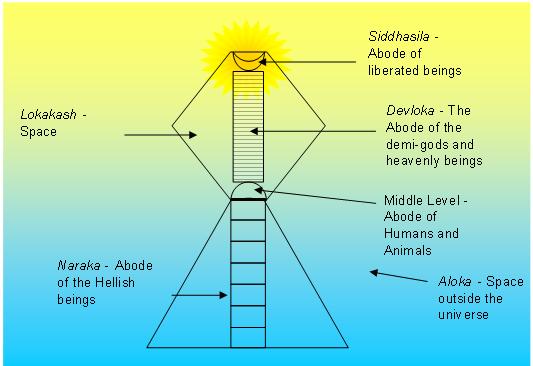 Siddhasila -
Abode of
liberated beings
Lokakash -
Space
Devloka - The
Abode of the
demi-gods and
heavenly beings
Middle Level -
Abode of
Humans and
Animals
Naraka - Abode
of the Hellish
beings
Aloka - Space
outside the
universe